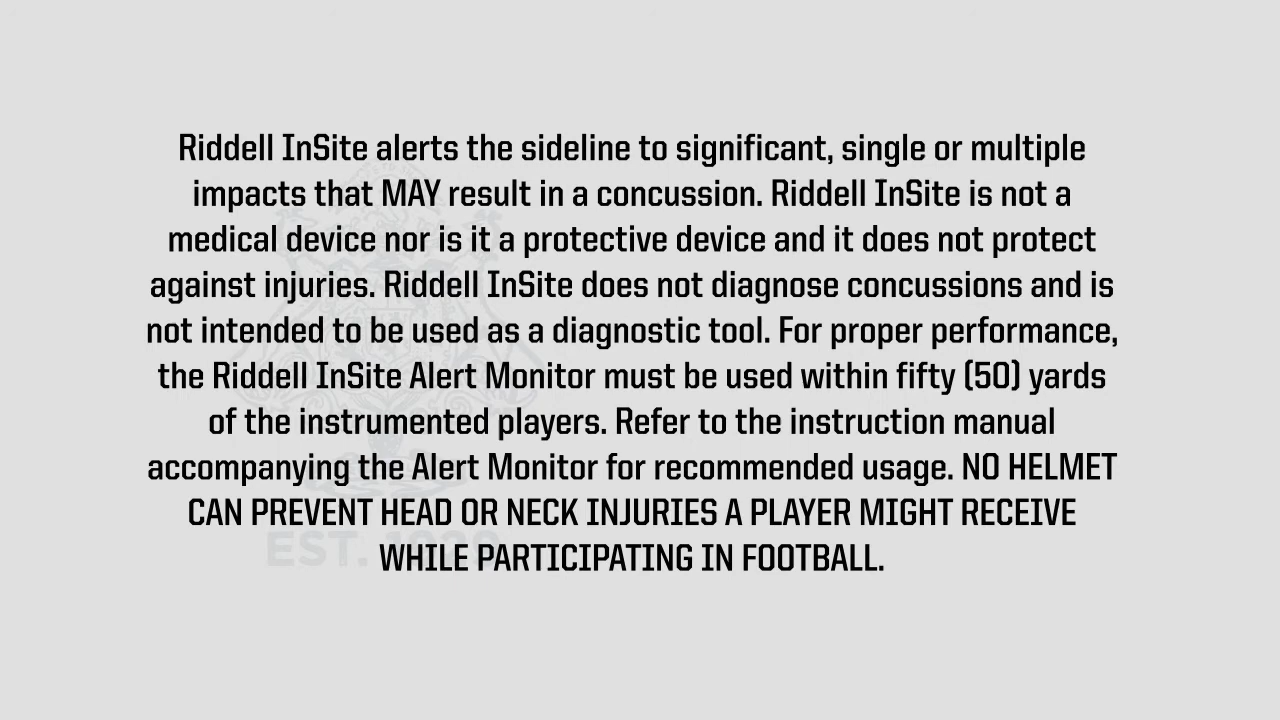 Riddell InSite alerts the sideline to significant, single or multiple
impacts that MAY result in a concussion. Riddell InSite is not a
medical device nor is it a protective device and it does not protect
against injuries. Riddell InSite does not diagnose concussions and is
not intended to be used as a diagnostic tool. For proper performance,
the Riddell InSite Alert Monitor must be used within fifty (50) yards
of the instrumented players. Refer to the instruction manual
accompanying the Alert Monitor for recommended usage. NO HELMET
CAN PREVENT HEAD OR NECK INJURIES A PLAYER MIGHT RECEIVE
WHILE PARTICIPATING IN FOOTBALL.
EST.